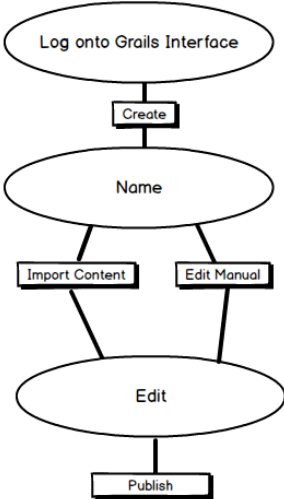 Log onto Grails Interface
Create
Name
Import Content
Edit Manual
Edit
Publish